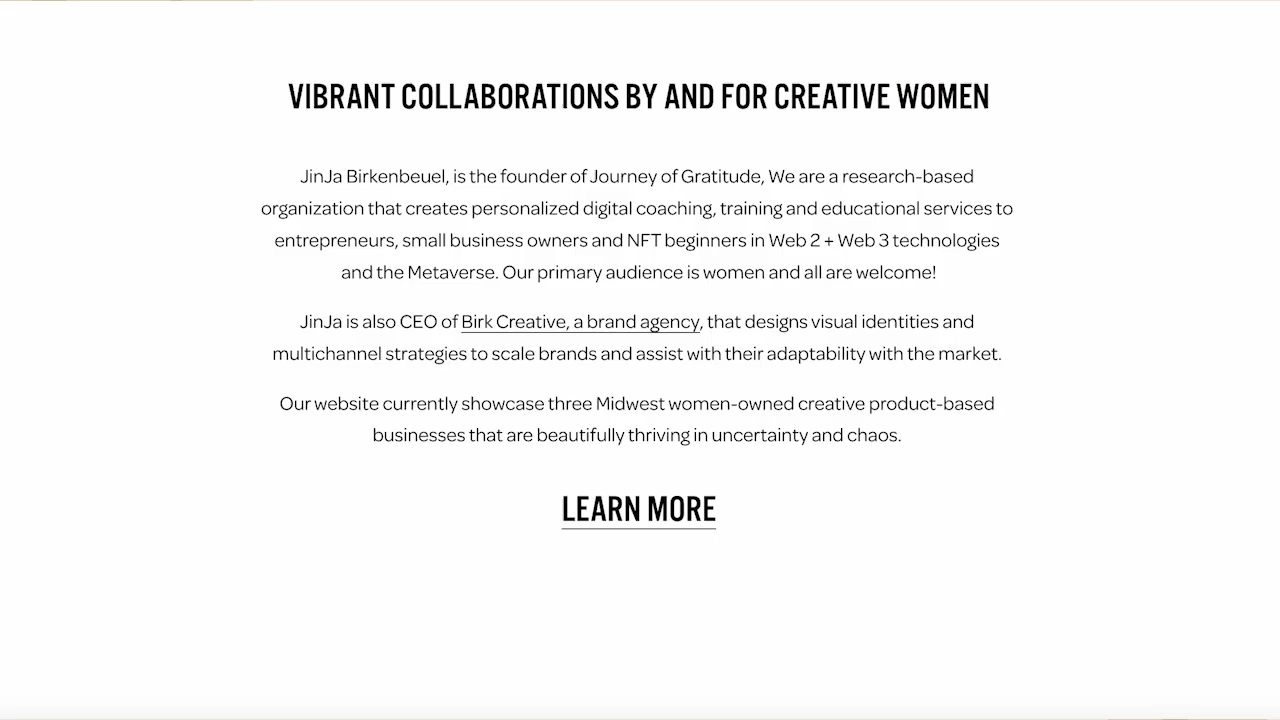 VIBRANT COLLABORATIONS BY AND FOR CREATIVE WOMEN
JinJa Birkenbeuel, is the founder of Journey of Gratitude, We are a research-based
organization that creates personalized digital coaching, training and educational services to
entrepreneurs, small business owners and NFT beginners in Web 2 + Web 3 technologies
and the Metaverse. Our primary audience is women and all are welcome!
JinJa is also CEO of Birk Creative, a brand agency, that designs visual identities and
multichannel strategies to scale brands and assist with their adaptability with the market.
Our website currently showcase three Midwest women-owned creative product-based
businesses that are beautifully thriving in uncertainty and chaos.
LEARN MORE